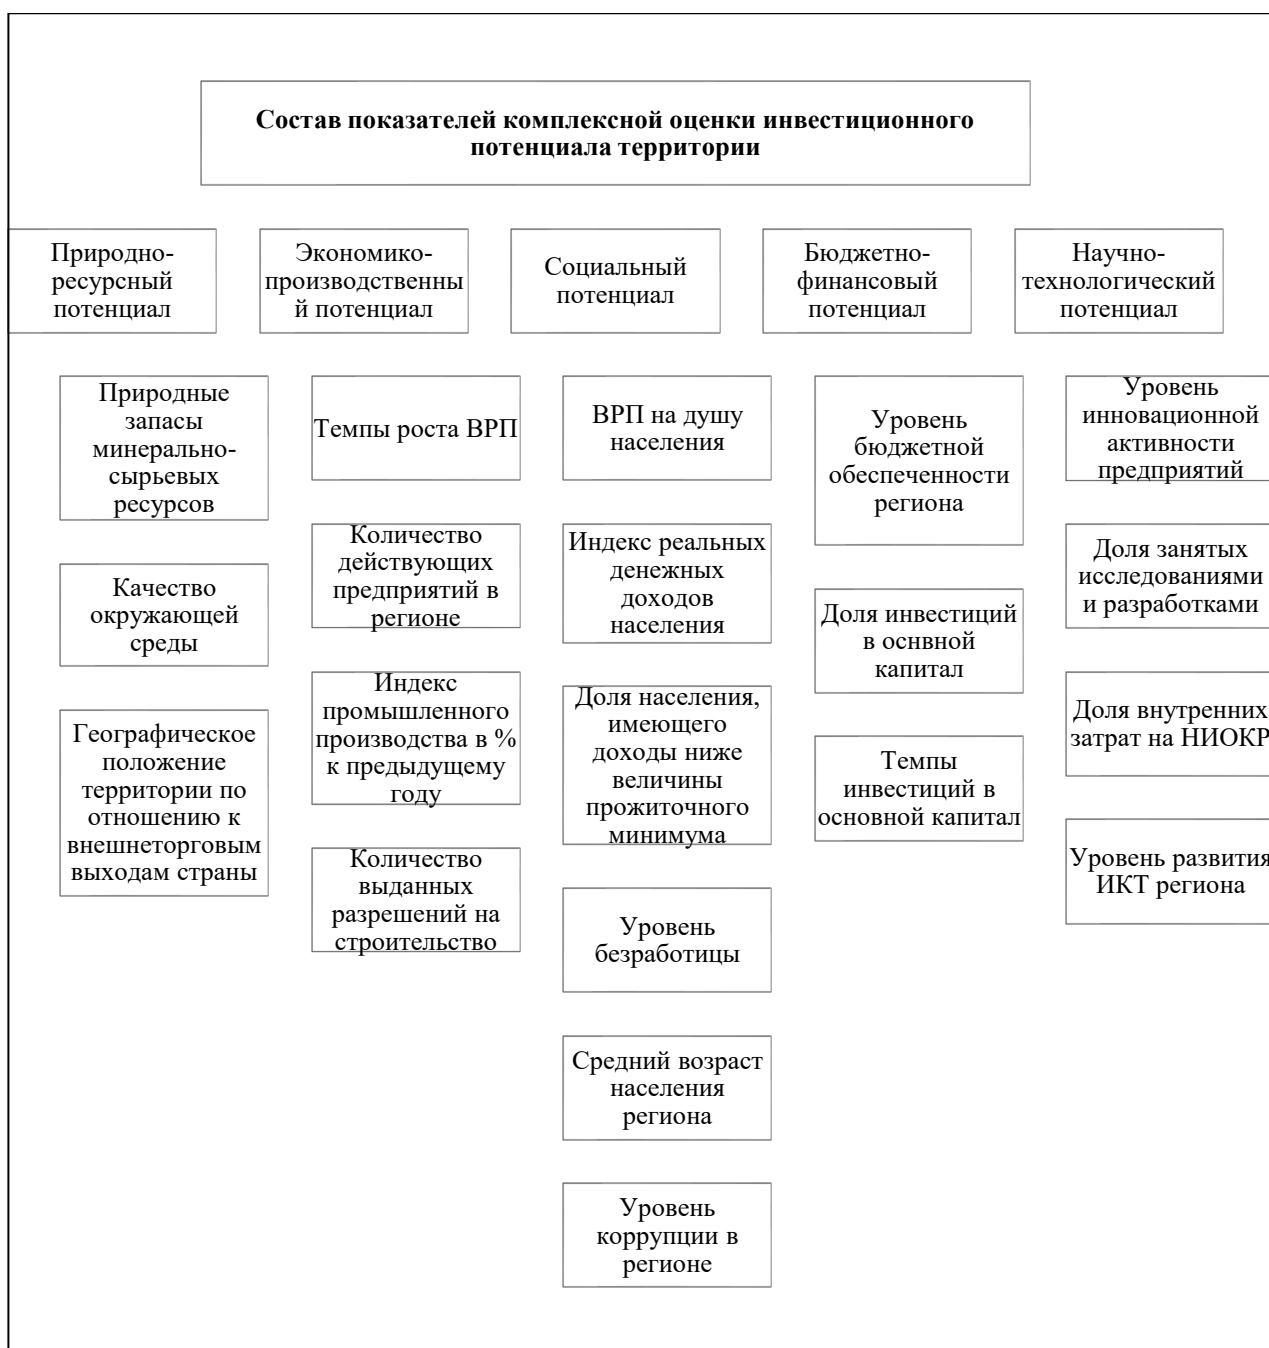 Состав показателей комплексной оценки инвестиционного
потенциала территории
Природно-
ресурсный
потенциал
Экономико-
производственны
й потенциал
Социальный
потенциал
Бюджетно-
финансовый
потенциал
Научно-
технологический
потенциал
Природные
запасы
минерально-
сырьевых
ресурсов
Качество
окружающей
среды
Географическое
положение
территории по
отношению к
внешнеторговым
выходам страны
Темпы роста ВРП
Количество
действующих
предприятий в
регионе
Индекс
промышленного
производства в %
к предыдущему
году
Количество
выданных
разрешений на
строительство
ВРП на душу
населения
Индекс реальных
денежных
доходов
населения
Доля населения,
имеющего
доходы ниже
величины
прожиточного
минимума
Уровень
безработицы
Средний возраст
населения
региона
Уровень
коррупции в
регионе
Уровень
бюджетной
обеспеченности
региона
Доля инвестиций
в оснвной
капитал
Темпы
инвестиций в
основной капитал
Уровень
инновационной
активности
предприятий
Доля занятых
исследованиями
и разработками
Доля внутренних
затрат на НИОКР
Уровень развития
ИКТ региона